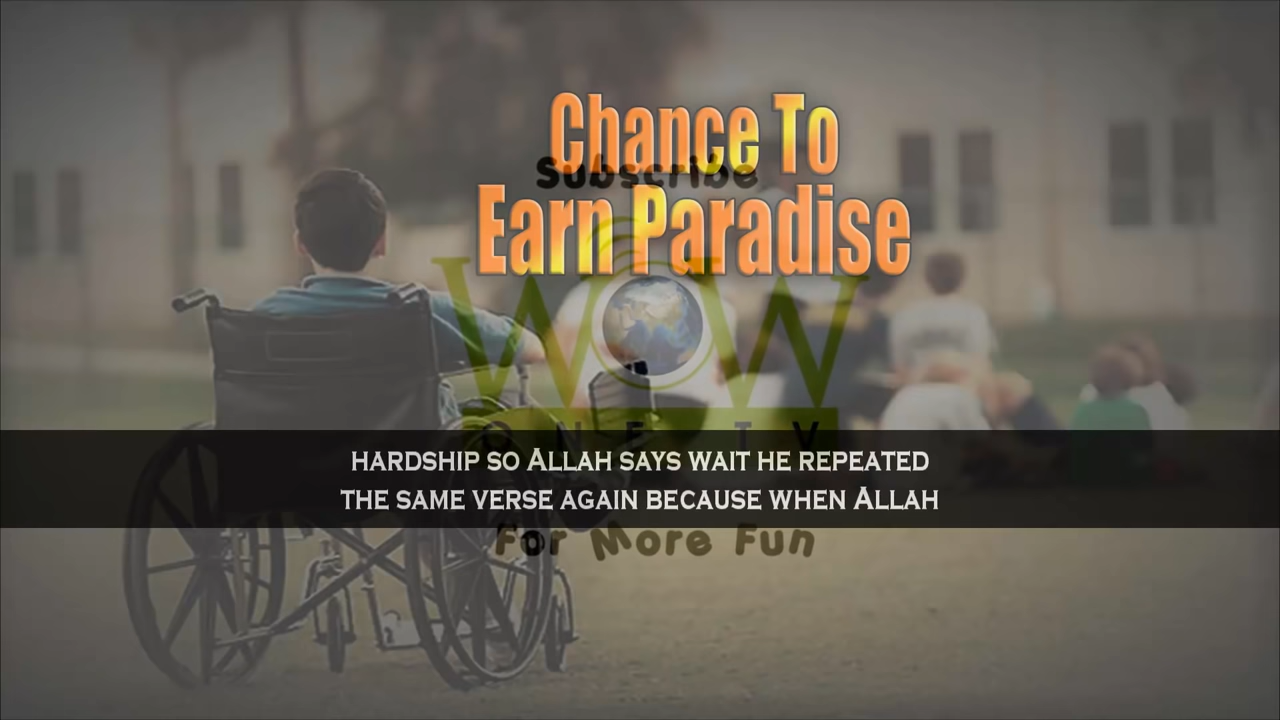 Chance To
Subscribe
Earn Paradise
WOW
ONE TV
HARDSHIP SO ALLAH SAYS WAIT HE REPEATED
THE SAME VERSE AGAIN BECAUSE WHEN ALLAH
For More Fun